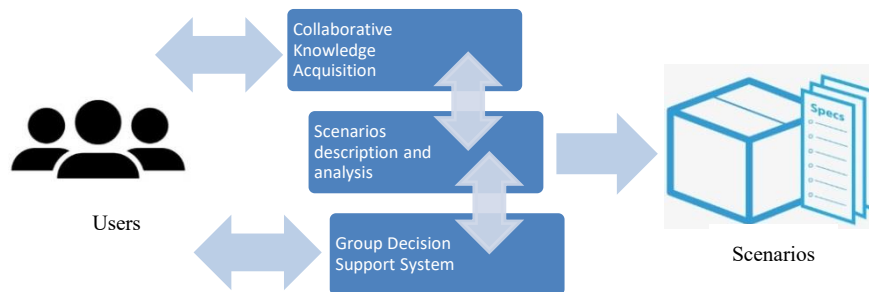 Collaborative
Knowledge
Acquisition
Scenarios
description and
analysis
Specs
Users
Group Decision
Support System
Scenarios